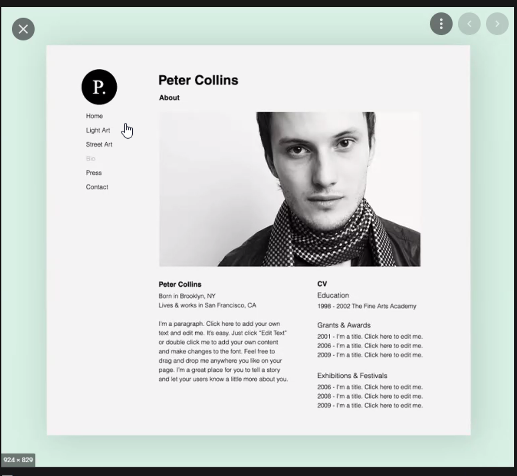 P.
Home
Light Art
Street Art
Bio
Press
Contact
Peter Collins
About
Peter Collins
Born in Brooklyn, NY
Lives & works in San Francisco, CA
I'm a paragraph. Click here to add your own
text and edit me. It's easy. Just click "Edit Text"
or double click me to add your own content
and make changes to the font. Feel free to
drag and drop me anywhere you like on your
page. I'm a great place for you to tell a story
and let your users know a little more about you.
CV
Education
1998 - 2002 The Fine Arts Academy
Grants & Awards
2001 - I'm a title. Click here to edit me.
2006 - I'm a title. Click here to edit me.
2009 - I'm a title. Click here to edit me.
Exhibitions & Festivals
2006 - I'm a title. Click here to edit me.
2008 - I'm a title. Click here to edit me.
2009 - I'm a title. Click here to edit me.
924 × 829